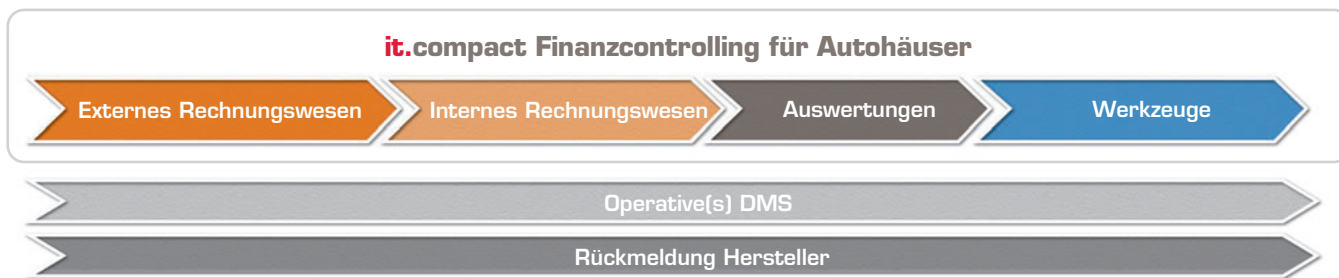 it.compact Finanzcontrolling für Autohäuser
Externes Rechnungswesen
Internes Rechnungswesen
Auswertungen
Werkzeuge
Operative(s) DMS
Rückmeldung Hersteller